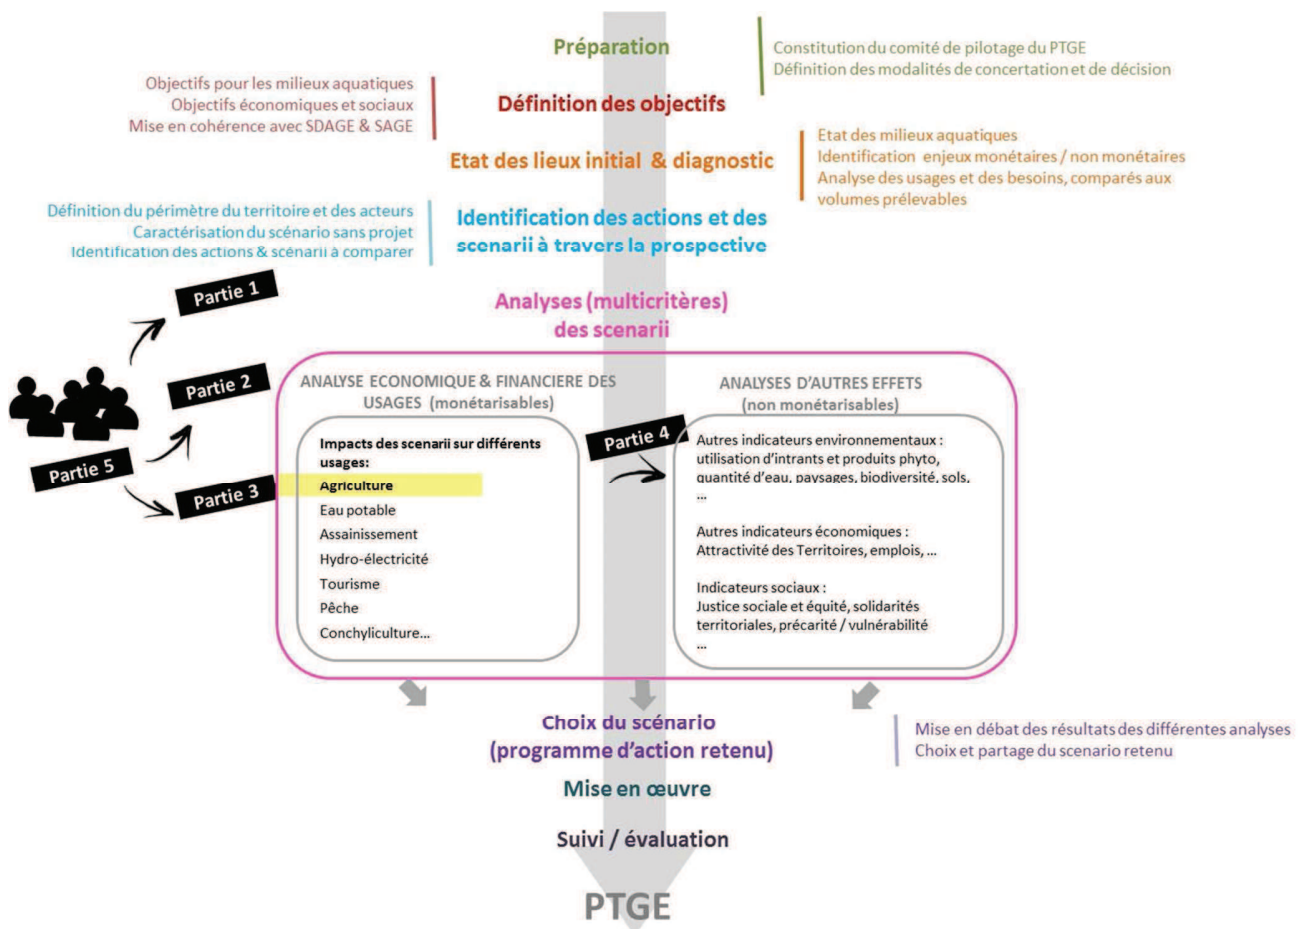 Préparation
Constitution du comité de pilotage du PTGE
Définition des modalités de concertation et de décision
Objectifs pour les milieux aquatiques
Objectifs économiques et sociaux
Mise en cohérence avec SDAGE & SAGE
Définition des objectifs
Etat des lieux initial & diagnostic
Etat des milieux aquatiques
Identification enjeux monétaires / non monétaires
Analyse des usages et des besoins, comparés aux
volumes prélevables
Définition du périmètre du territoire et des acteurs
Caractérisation du scénario sans projet
Identification des actions & scénarii à comparer
Identification des actions et des
scenarii à travers la prospective
Partie 1
Partie 2
Partie 5
Partie 3
Analyses (multicritères)
des scenarii
ANALYSE ECONOMIQUE & FINANCIERE DES
USAGES (monétarisables)
Impacts des scenarii sur différents
usages:
Agriculture
Eau potable
Assainissement
Hydro-électricité
Tourisme
Pêche
Conchyliculture...
Partie 4
ANALYSES D'AUTRES EFFETS
(non monétarisables)
Autres indicateurs environnementaux :
utilisation d'intrants et produits phyto,
quantité d'eau, paysages, biodiversité, sols,
...
Autres indicateurs économiques :
Attractivité des Territoires, emplois, ...
Indicateurs sociaux :
Justice sociale et équité, solidarités
territoriales, précarité / vulnérabilité
...
Choix du scénario
(programme d'action retenu)
Mise en débat des résultats des différentes analyses
Choix et partage du scenario retenu
Mise en œuvre
Suivi / évaluation
PTGE